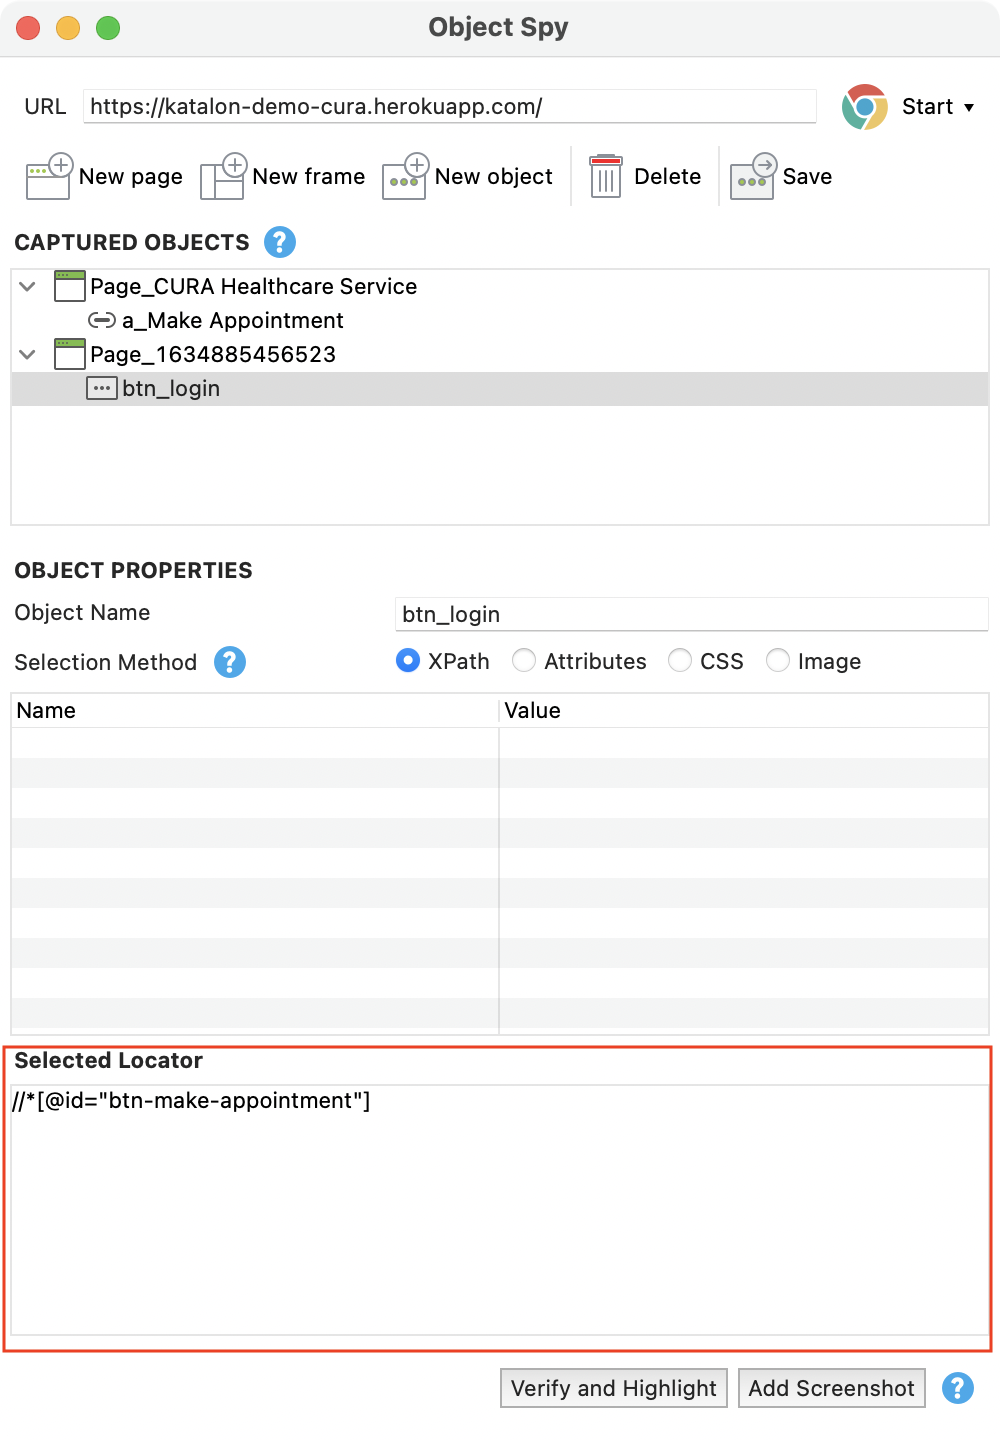 Object Spy
URL https://katalon-demo-cura.herokuapp.com/ Start
New page New frame New object Delete Save
CAPTURED OBJECTS ?
Page_CURA Healthcare Service
a_Make Appointment
Page_1634885456523
btn_login
OBJECT PROPERTIES
Object Name btn_login
Selection Method ? XPath Attributes CSS Image
Name Value
Selected Locator
//*[@id="btn-make-appointment"]
Verify and Highlight Add Screenshot ?